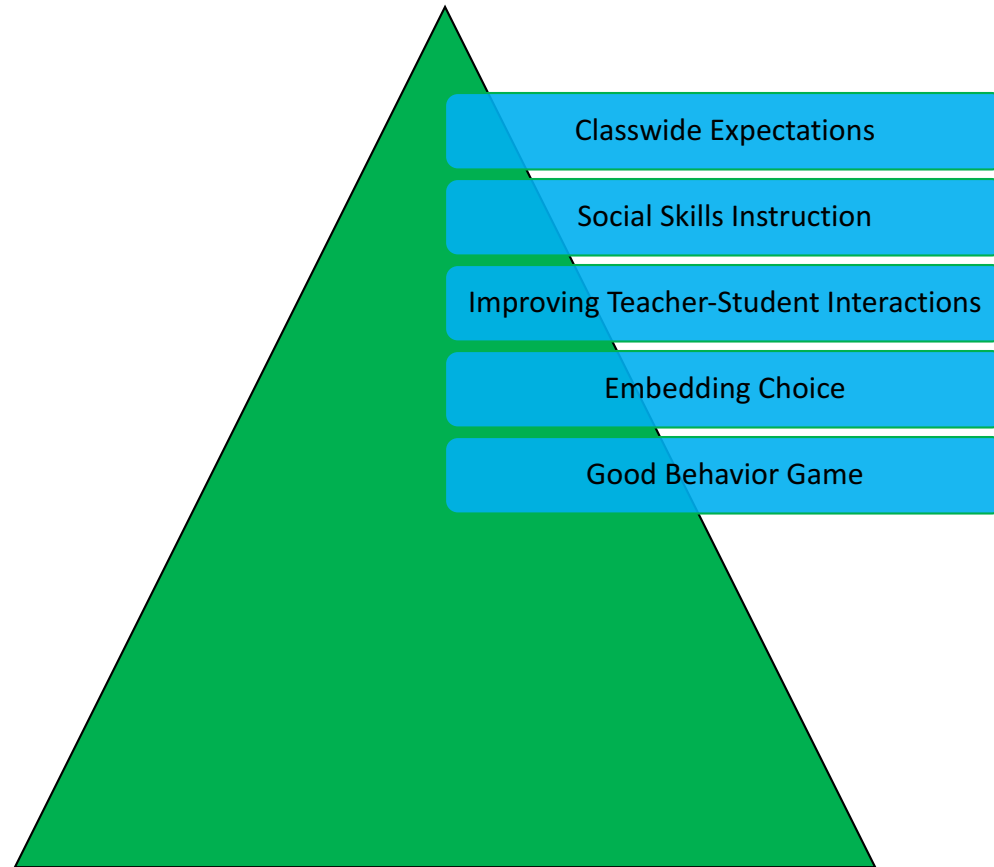 Classwide Expectations
Social Skills Instruction
Improving Teacher-Student Interactions
Embedding Choice
Good Behavior Game